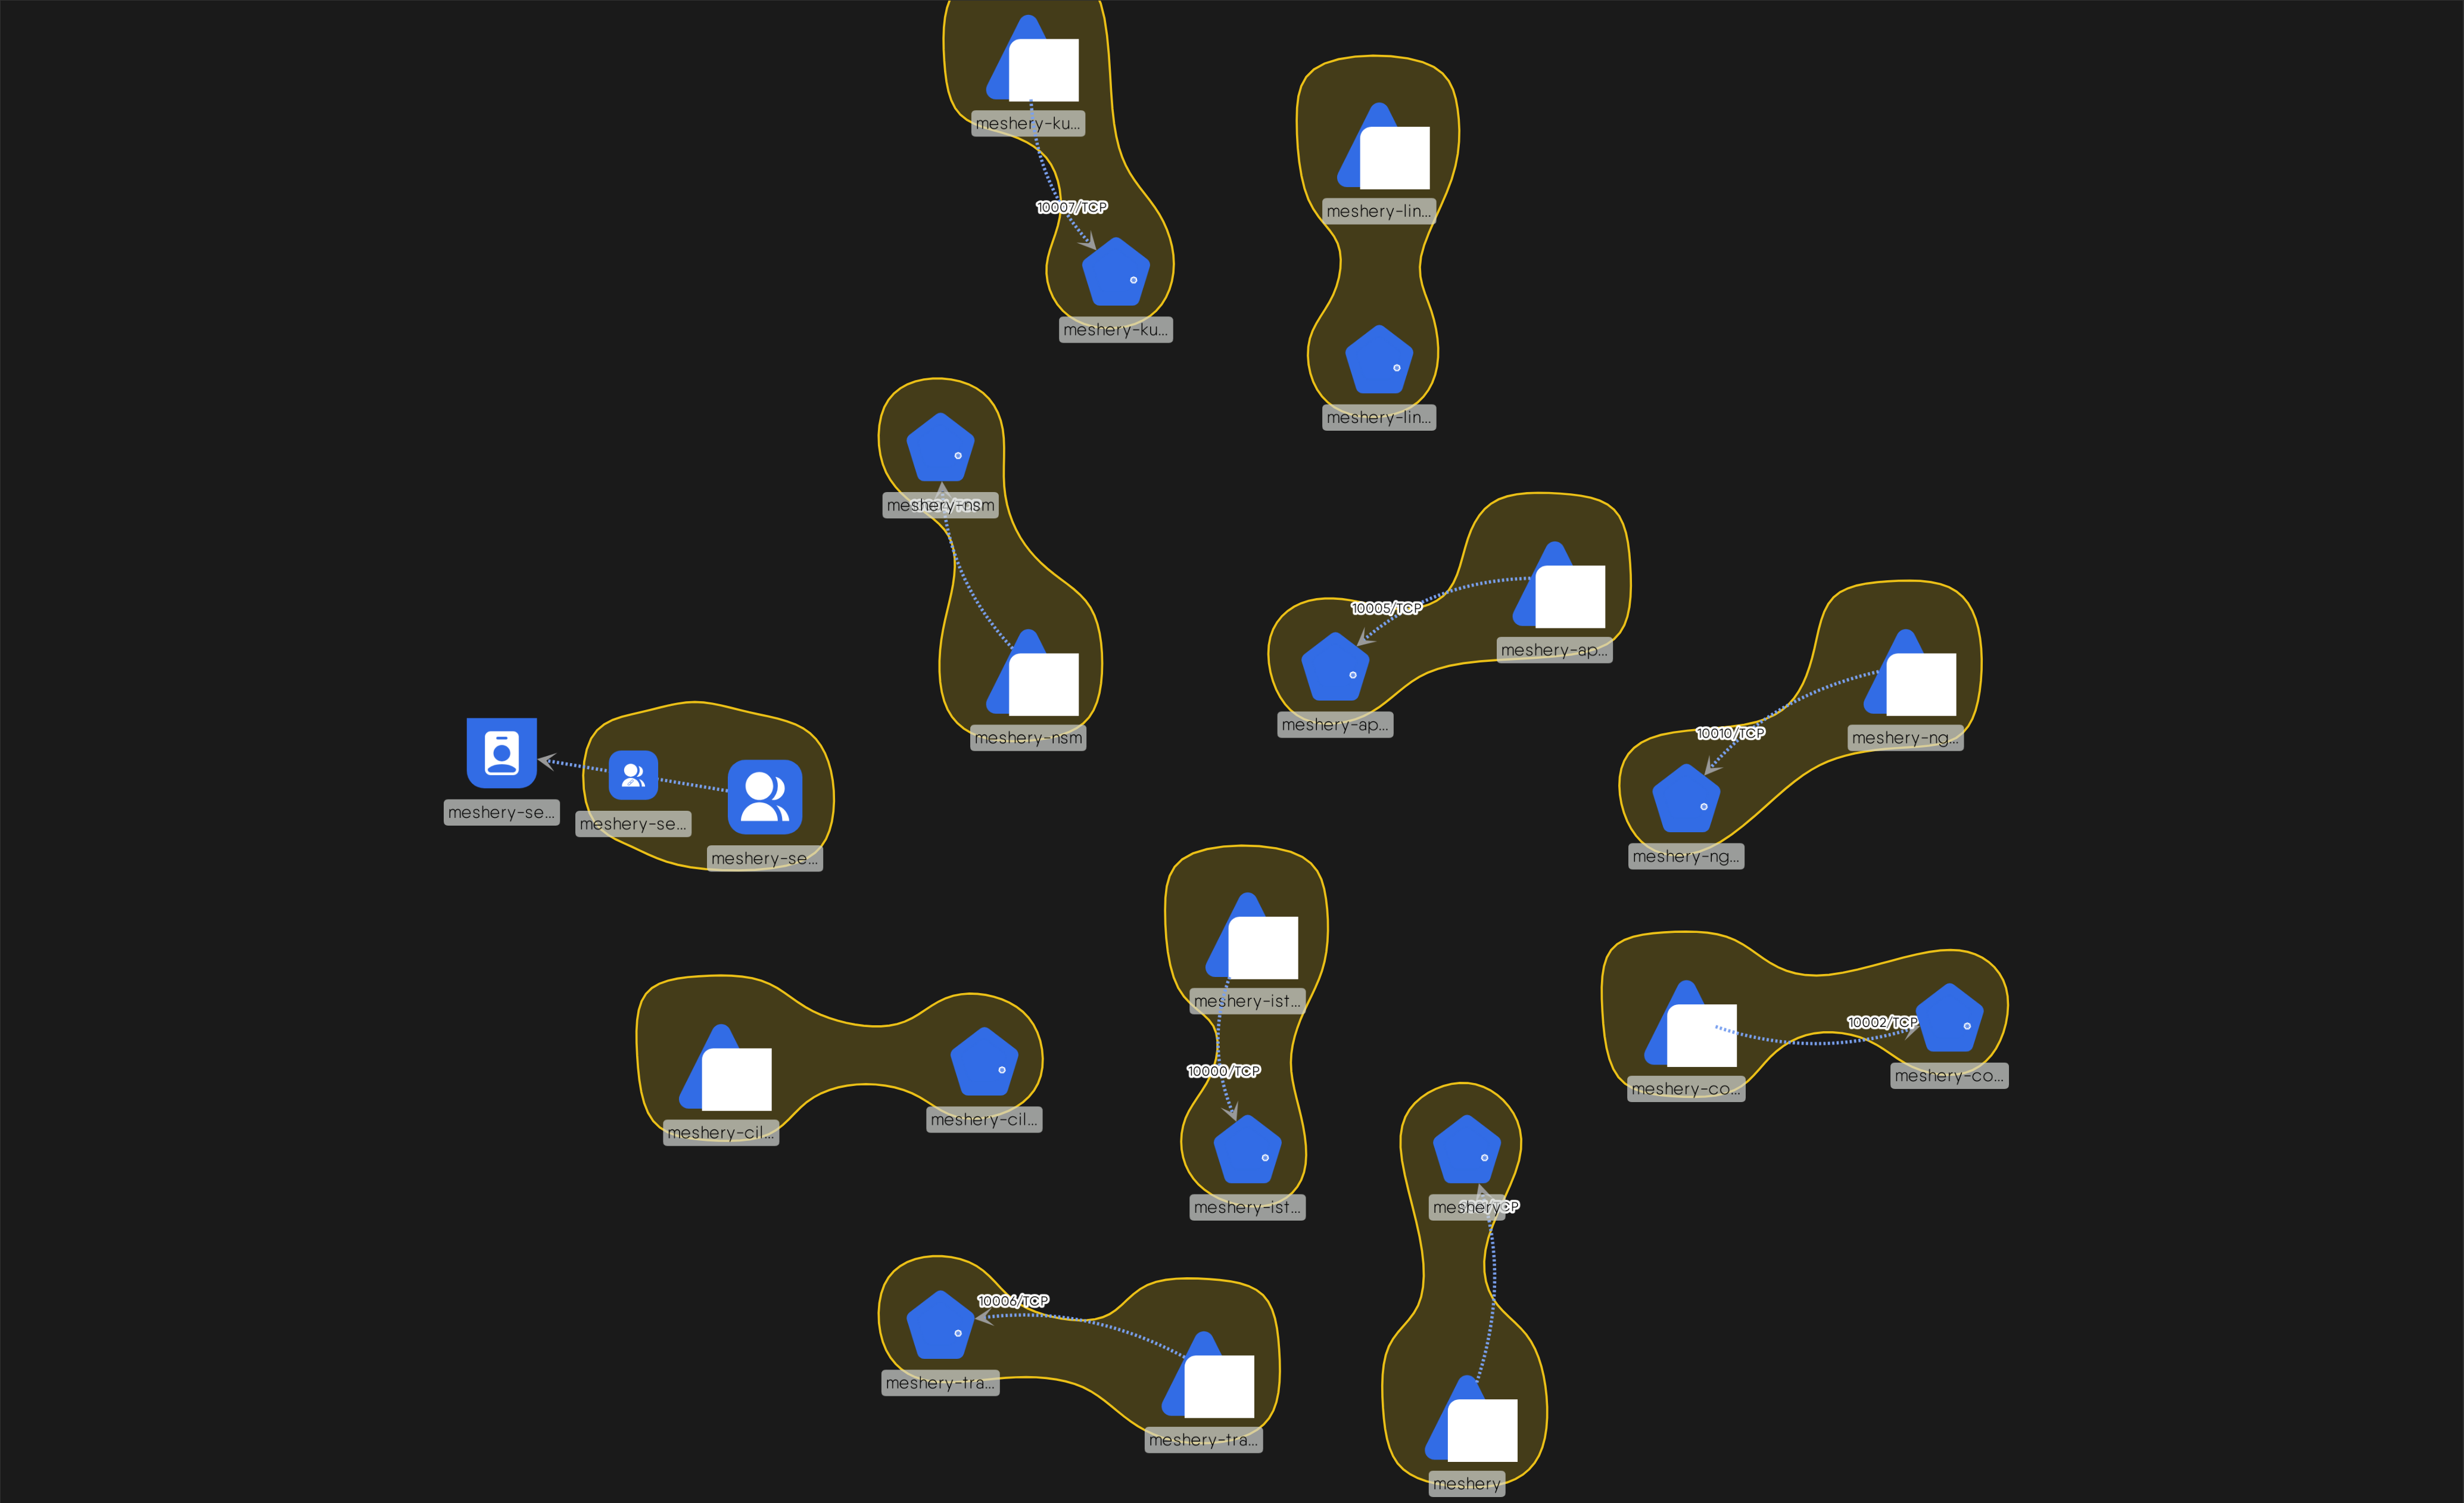 meshery-ku...
10007/TCP
meshery-ku...
meshery-lin...
meshery-lin...
meshery-nsm
meshery-nsm
10005/TCP
meshery-ap...
meshery-ap...
10010/TCP
meshery-ng...
meshery-ng...
meshery-se...
meshery-se...
meshery-se...
meshery-ist...
10000/TCP
meshery-ist...
meshery-cil...
meshery-cil...
10002/TCP
meshery-co...
meshery-co...
meshery
meshery
10006/TCP
meshery-tra...
meshery-tra...